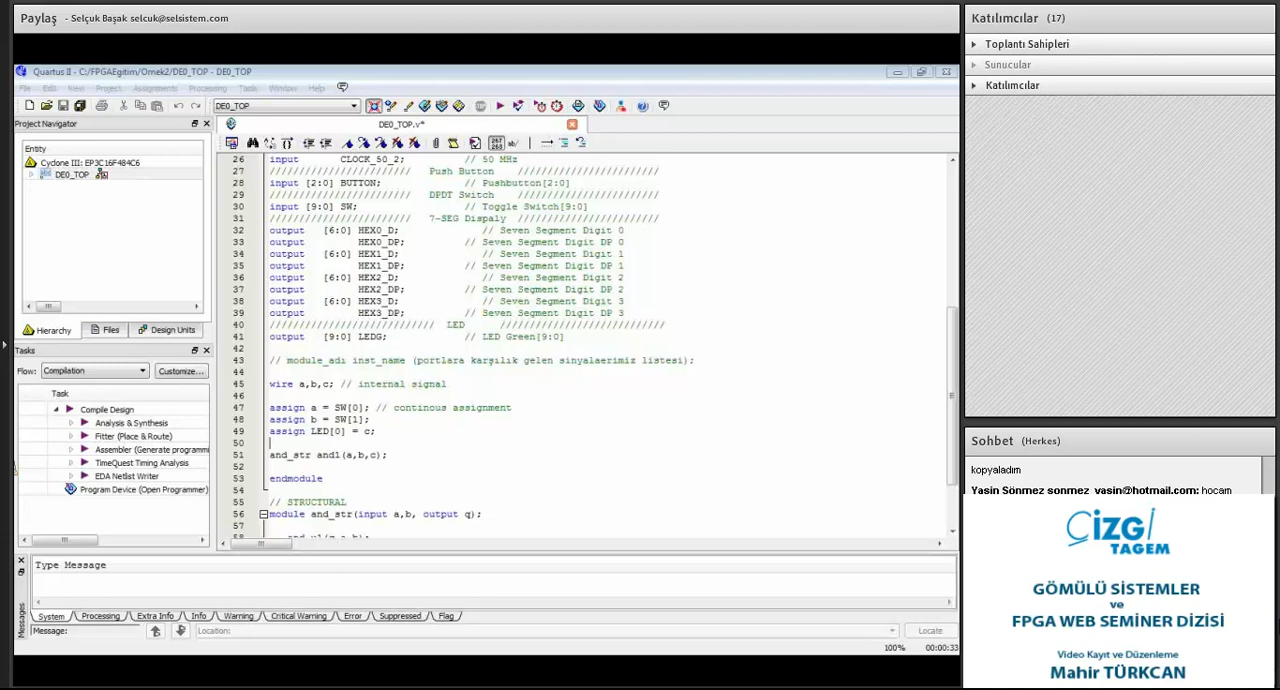 Paylaş - Selçuk Başak selcuk@selsistem.com
Quartus II - C:/FPGAEgitim/Ornek2/DE0_TOP - DE0_TOP
File Edit View Project Assignments Processing Tools Window Help
DE0_TOP
Project Navigator
DE0_TOP.v*
Entity
Cyclone III: EP3C16F484C6
DE0_TOP
Hierarchy Files Design Units
Tasks
Flow: Compilation Customize...
Task
Compile Design
Analysis & Synthesis
Fitter (Place & Route)
Assembler (Generate programmi
TimeQuest Timing Analysis
EDA Netlist Writer
Program Device (Open Programmer)
26 input CLOCK_50_2; // 50 MHz
27 //////////////////////// Push Button ////////////////////////
28 input [2:0] BUTTON; // Pushbutton[2:0]
29 //////////////////////// DPDT Switch ////////////////////////
30 input [9:0] SW; // Toggle Switch[9:0]
31 //////////////////////// 7-SEG Dispaly ////////////////////////
32 output [6:0] HEX0_D; // Seven Segment Digit 0
33 output HEX0_DP; // Seven Segment Digit DP 0
34 output [6:0] HEX1_D; // Seven Segment Digit 1
35 output HEX1_DP; // Seven Segment Digit DP 1
36 output [6:0] HEX2_D; // Seven Segment Digit 2
37 output HEX2_DP; // Seven Segment Digit DP 2
38 output [6:0] HEX3_D; // Seven Segment Digit 3
39 output HEX3_DP; // Seven Segment Digit DP 3
40 //////////////////////////// LED ////////////////////////////
41 output [9:0] LEDG; // LED Green[9:0]
42
43 // module_adı inst_name (portlara karşılık gelen sinyalaerimiz listesi);
44
45 wire a,b,c; // internal signal
46
47 assign a = SW[0]; // continous assignment
48 assign b = SW[1];
49 assign LED[0] = c;
50
51 and_str and1(a,b,c);
52
53 endmodule
54
55 // STRUCTURAL
56 module and_str(input a,b, output q);
57
Type Message
System Processing Extra Info Info Warning Critical Warning Error Suppressed Flag
Messages
Message: Location: Locate
100% 00:00:33
Katılımcılar (17)
Toplantı Sahipleri
Sunucular
Katılımcılar
Sohbet (Herkes)
kopyaladım
Yasin Sönmez sonmez_yasin@hotmail.com: hocam
ÇİZGİ
TAGEM
GÖMÜLÜ SİSTEMLER
ve
FPGA WEB SEMİNER DİZİSİ
Video Kayıt ve Düzenleme
Mahir TÜRKCAN